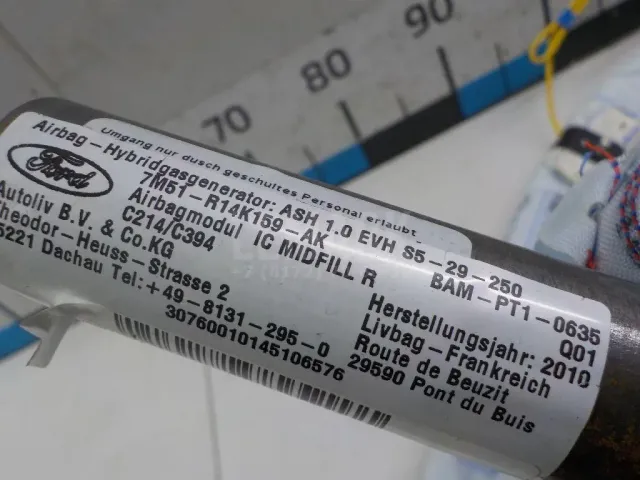 70 80 90
Umgang nur dusch geschultes Personal erlaubt
Airbag-Hybridgasgenerator: ASH 1.0 EVH S5-29-250
Ford
7M51-R14K159-AK
BAM-PT1-0635
Airbagmodul IC MIDFILL R
Q01
C214/C394
Herstellungsjahr: 2010
Autoliv B.V. & Co.KG
Livbag-Frankreich
Theodor-Heuss-Strasse 2
Route de Beuzit
5221 Dachau Tel:+49-8131-295-0
29590 Pont du Buis
30760010145106576